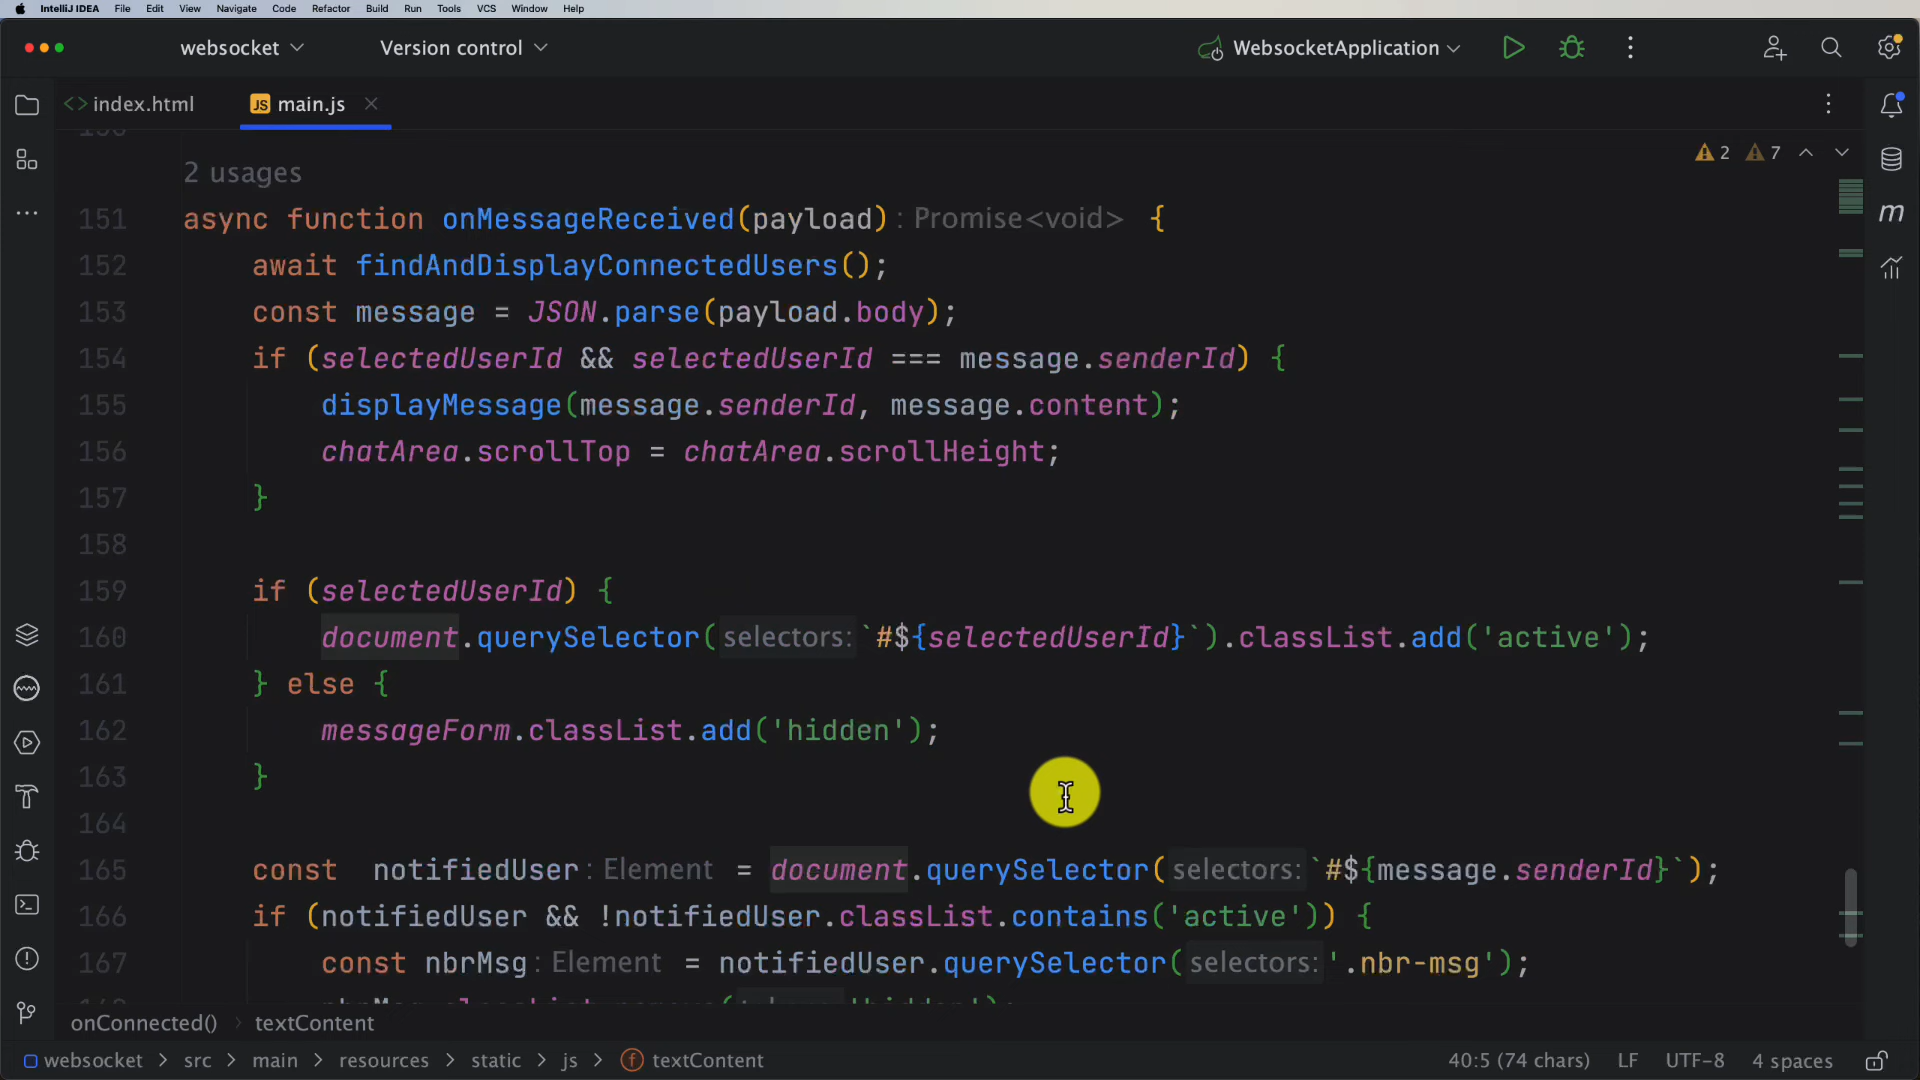 IntelliJ IDEA File Edit View Navigate Code Refactor Build Run Tools VCS Window Help
websocket Version control WebsocketApplication
<> index.html JS main.js
2 usages 2 7
151 async function onMessageReceived(payload) : Promise<void> {
152 await findAndDisplayConnectedUsers();
153 const message = JSON.parse(payload.body);
154 if (selectedUserId && selectedUserId === message.senderId) {
155 displayMessage(message.senderId, message.content);
156 chatArea.scrollTop = chatArea.scrollHeight;
157 }
158
159 if (selectedUserId) {
160 document.querySelector( selectors: `#${selectedUserId}`).classList.add('active');
161 } else {
162 messageForm.classList.add('hidden');
163 }
164
165 const notifiedUser : Element = document.querySelector( selectors: `#${message.senderId}`);
166 if (notifiedUser && !notifiedUser.classList.contains('active')) {
167 const nbrMsg : Element = notifiedUser.querySelector( selectors: '.nbr-msg');
onConnected() > textContent
websocket > src > main > resources > static > js > f textContent 40:5 (74 chars) LF UTF-8 4 spaces